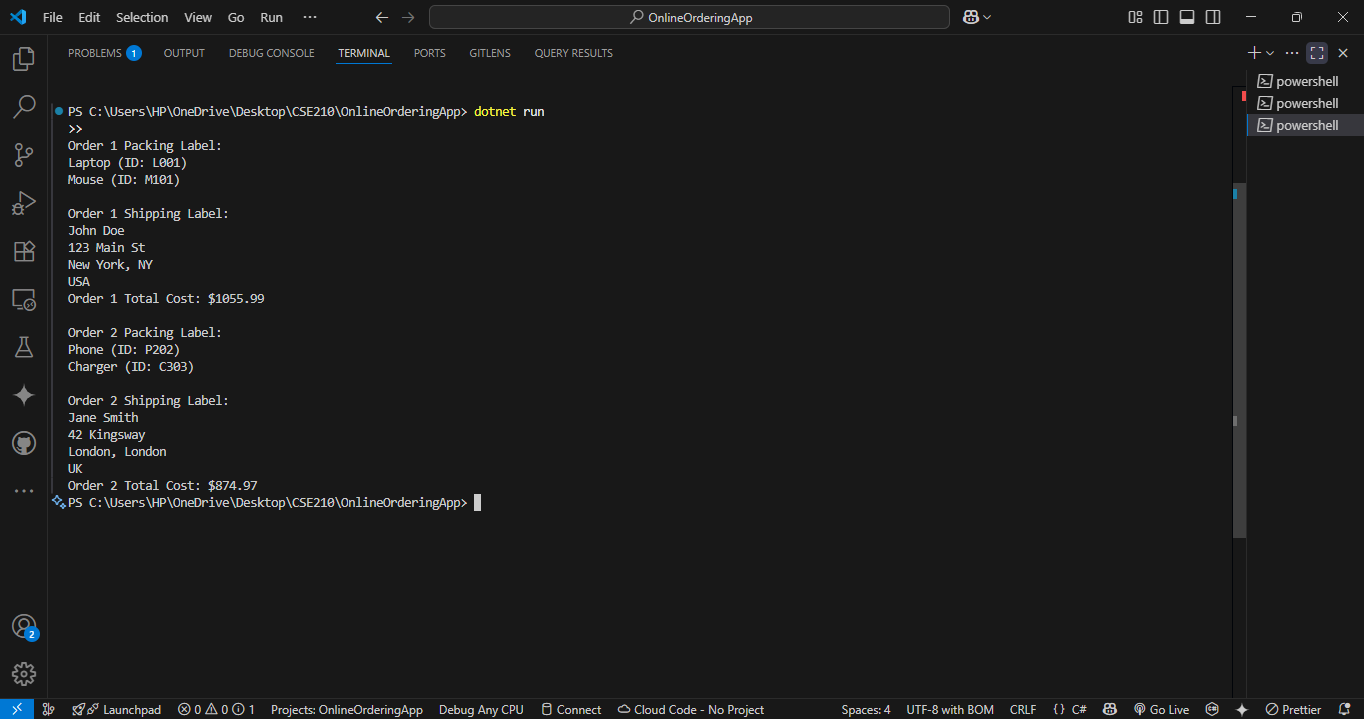 File Edit Selection View Go Run ···
OnlineOrderingApp
PROBLEMS 1 OUTPUT DEBUG CONSOLE TERMINAL PORTS GITLENS QUERY RESULTS
powershell
powershell
powershell
PS C:\Users\HP\OneDrive\Desktop\CSE210\OnlineOrderingApp> dotnet run
>>
Order 1 Packing Label:
Laptop (ID: L001)
Mouse (ID: M101)
Order 1 Shipping Label:
John Doe
123 Main St
New York, NY
USA
Order 1 Total Cost: $1055.99
Order 2 Packing Label:
Phone (ID: P202)
Charger (ID: C303)
Order 2 Shipping Label:
Jane Smith
42 Kingsway
London, London
UK
Order 2 Total Cost: $874.97
PS C:\Users\HP\OneDrive\Desktop\CSE210\OnlineOrderingApp>
2
Launchpad 0 0 1 Projects: OnlineOrderingApp Debug Any CPU Connect Cloud Code - No Project Spaces: 4 UTF-8 with BOM CRLF {} C# Go Live Prettier